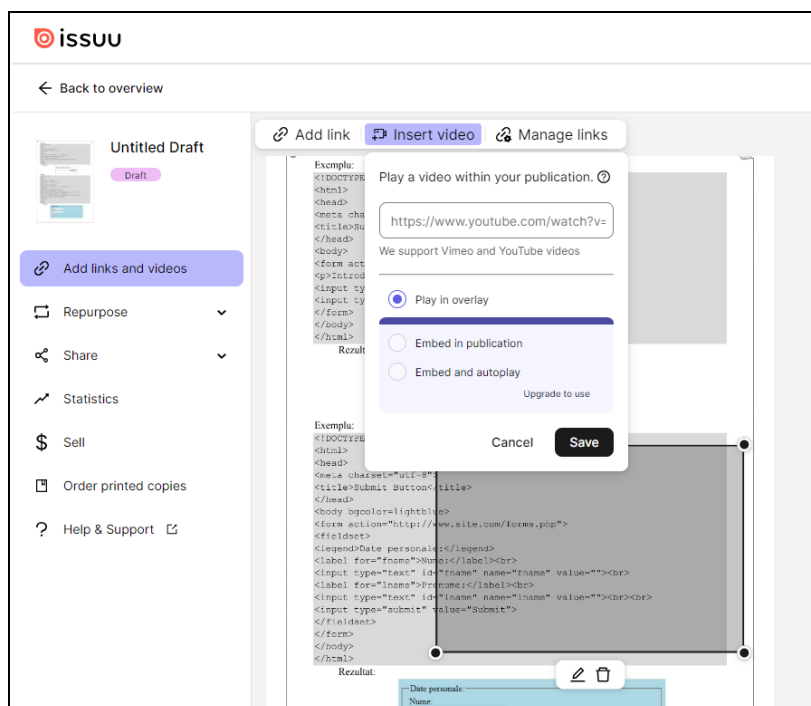 issuu
Back to overview
Untitled Draft
Draft
Add links and videos
Repurpose
Share
Statistics
Sell
Order printed copies
Help & Support
Add link
Insert video
Manage links
Play a video within your publication.
https://www.youtube.com/watch?v=
We support Vimeo and YouTube videos
Play in overlay
Embed in publication
Embed and autoplay
Upgrade to use
Cancel
Save
Exemplu:
<!DOCTYPE
<html>
<head>
<meta cha
<title>Su
</head>
<body>
<form act
<p>Introd
<input ty
<input ty
</form>
</body>
</html>
Rezult
Exemplu:
<!DOCTYPE
<html>
<head>
<meta charset="utf-8">
<title>Submit Button</title>
</head>
<body bgcolor=lightblue>
<form action="http://www.site.com/forms.php">
<fieldset>
<legend>Date personale:</legend>
<label for="fname">Nume:</label><br>
<input type="text" id="fname" name="fname" value=""><br>
<label for="lname">Prenume:</label><br>
<input type="text" id="lname" name="lname" value=""><br><br>
<input type="submit" value="Submit">
</fieldset>
</form>
</body>
</html>
Rezultat:
Date personale:
Nume: